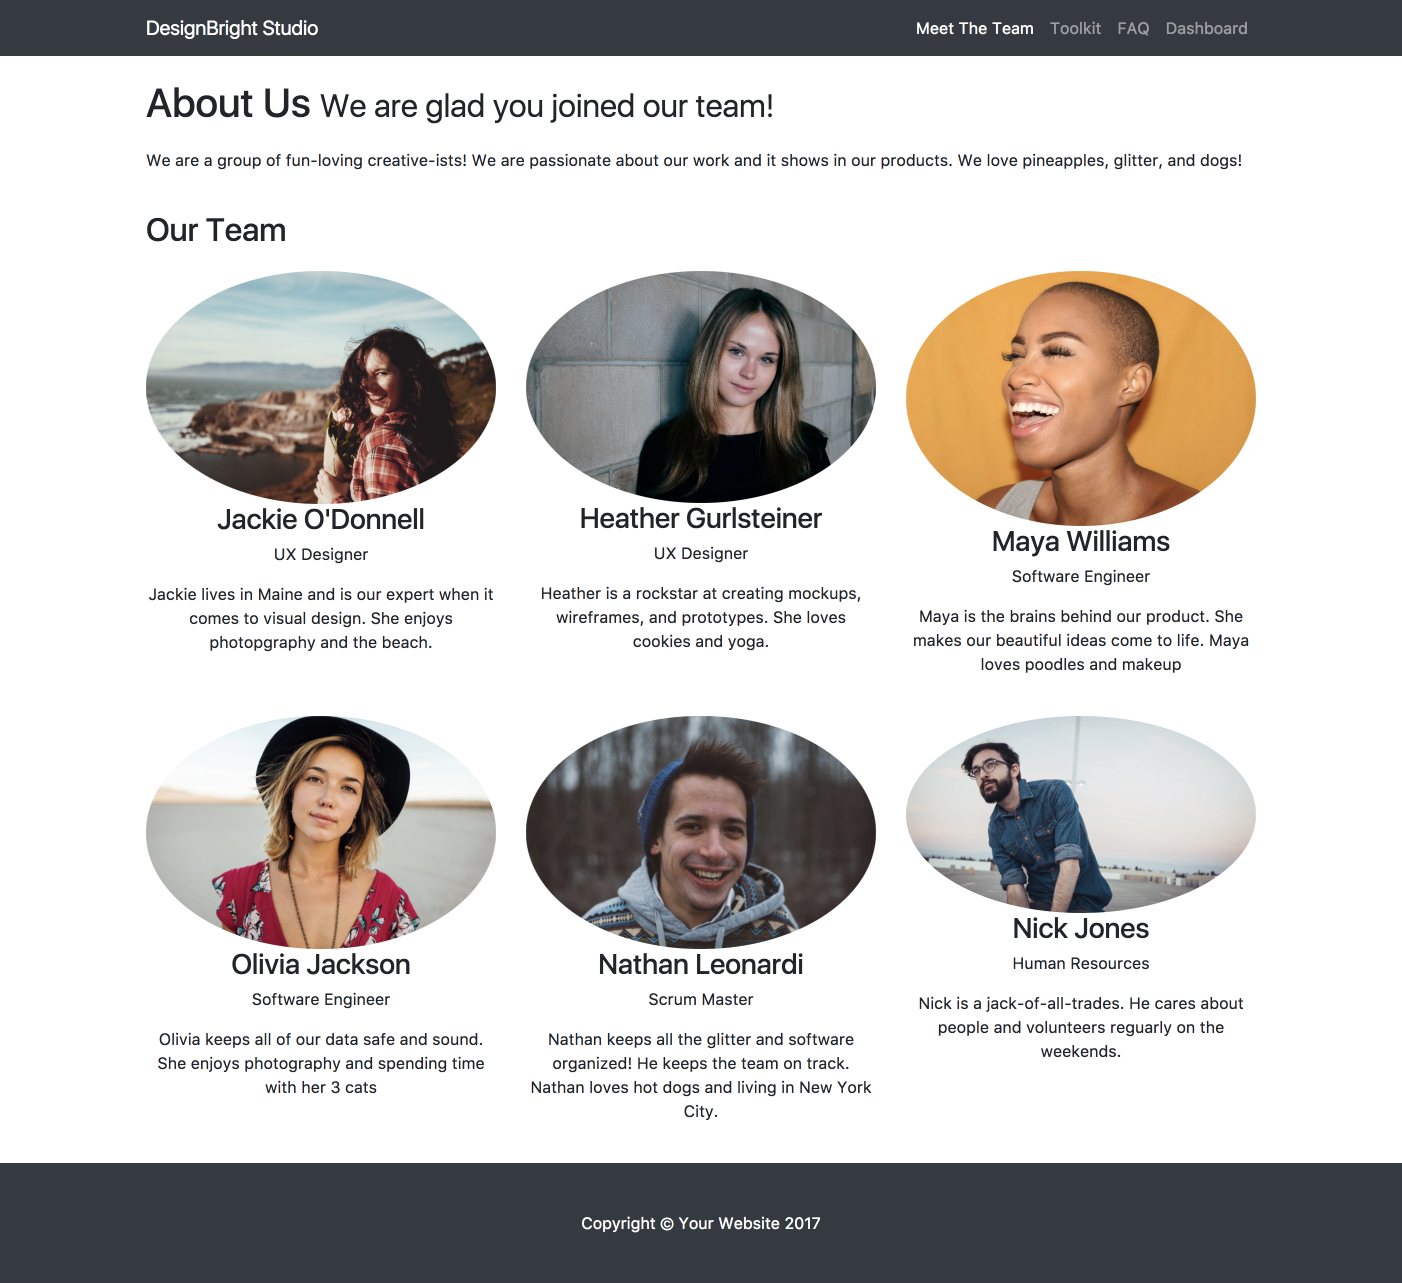 DesignBright Studio
Meet The Team Toolkit FAQ Dashboard
About Us We are glad you joined our team!
We are a group of fun-loving creative-ists! We are passionate about our work and it shows in our products. We love pineapples, glitter, and dogs!
Our Team
Jackie O'Donnell
UX Designer
Jackie lives in Maine and is our expert when it
comes to visual design. She enjoys
photopgraphy and the beach.
Heather Gurlsteiner
UX Designer
Heather is a rockstar at creating mockups,
wireframes, and prototypes. She loves
cookies and yoga.
Maya Williams
Software Engineer
Maya is the brains behind our product. She
makes our beautiful ideas come to life. Maya
loves poodles and makeup
Olivia Jackson
Software Engineer
Olivia keeps all of our data safe and sound.
She enjoys photography and spending time
with her 3 cats
Nathan Leonardi
Scrum Master
Nathan keeps all the glitter and software
organized! He keeps the team on track.
Nathan loves hot dogs and living in New York
City.
Nick Jones
Human Resources
Nick is a jack-of-all-trades. He cares about
people and volunteers reguarly on the
weekends.
Copyright © Your Website 2017